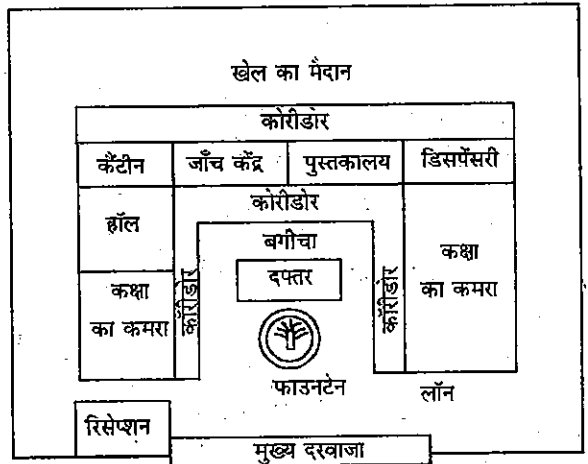 खेल का मैदान
कोरीडोर
कैंटीन
जाँच केंद्र
पुस्तकालय
डिसपेंसरी
हॉल
कोरीडोर
बगीचा
दफ्तर
कक्षा
का कमरा
कॉरीडोर
कॉरीडोर
कक्षा
का कमरा
फाउनटेन
लॉन
रिसेप्शन
मुख्य दरवाजा